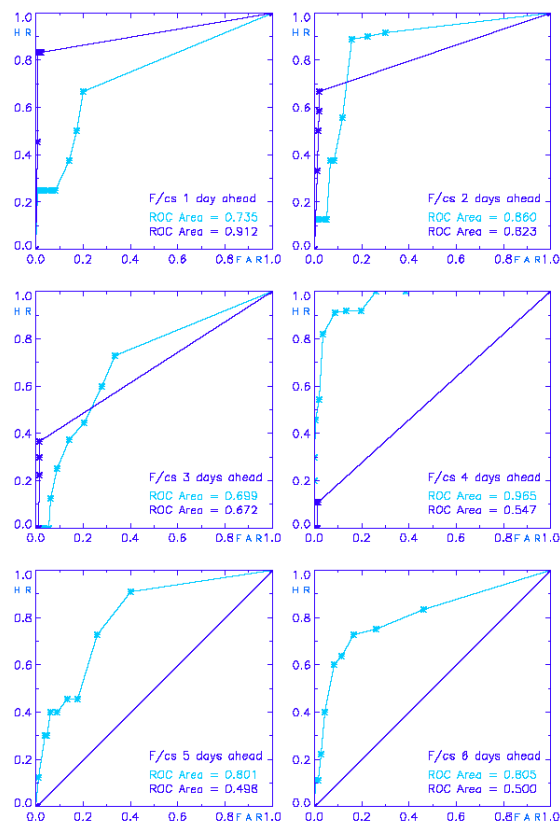 1.0
HR
0.8
0.6
0.4
0.2
0.0
F/cs 1 day ahead
ROC Area = 0.735
ROC Area = 0.912
0.0 0.2 0.4 0.6 0.8 FAR 1.0
1.0
HR
0.8
0.6
0.4
0.2
0.0
F/cs 2 days ahead
ROC Area = 0.860
ROC Area = 0.823
0.0 0.2 0.4 0.6 0.8 FAR 1.0
1.0
HR
0.8
0.6
0.4
0.2
0.0
F/cs 3 days ahead
ROC Area = 0.699
ROC Area = 0.672
0.0 0.2 0.4 0.6 0.8 FAR 1.0
1.0
HR
0.8
0.6
0.4
0.2
0.0
F/cs 4 days ahead
ROC Area = 0.965
ROC Area = 0.547
0.0 0.2 0.4 0.6 0.8 FAR 1.0
1.0
HR
0.8
0.6
0.4
0.2
0.0
F/cs 5 days ahead
ROC Area = 0.801
ROC Area = 0.498
0.0 0.2 0.4 0.6 0.8 FAR 1.0
1.0
HR
0.8
0.6
0.4
0.2
0.0
F/cs 6 days ahead
ROC Area = 0.805
ROC Area = 0.500
0.0 0.2 0.4 0.6 0.8 FAR 1.0